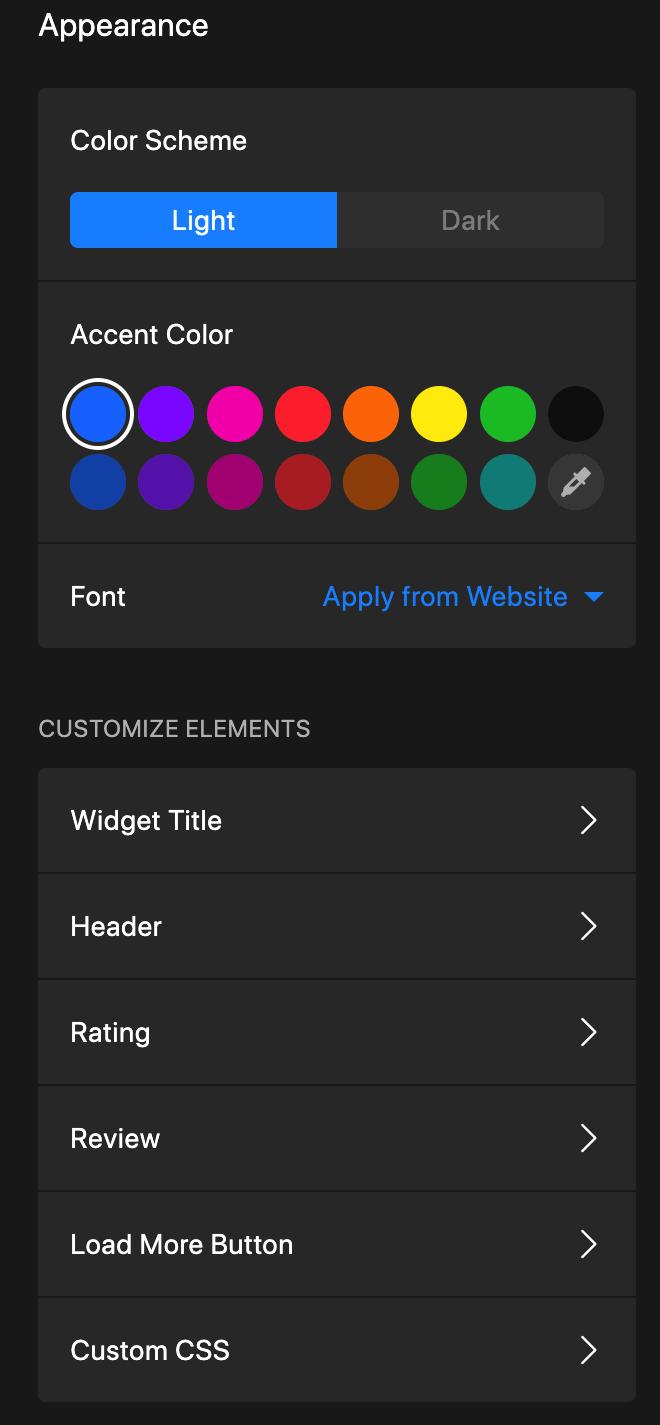 Appearance
Color Scheme
Light Dark
Accent Color
Font Apply from Website
CUSTOMIZE ELEMENTS
Widget Title
Header
Rating
Review
Load More Button
Custom CSS